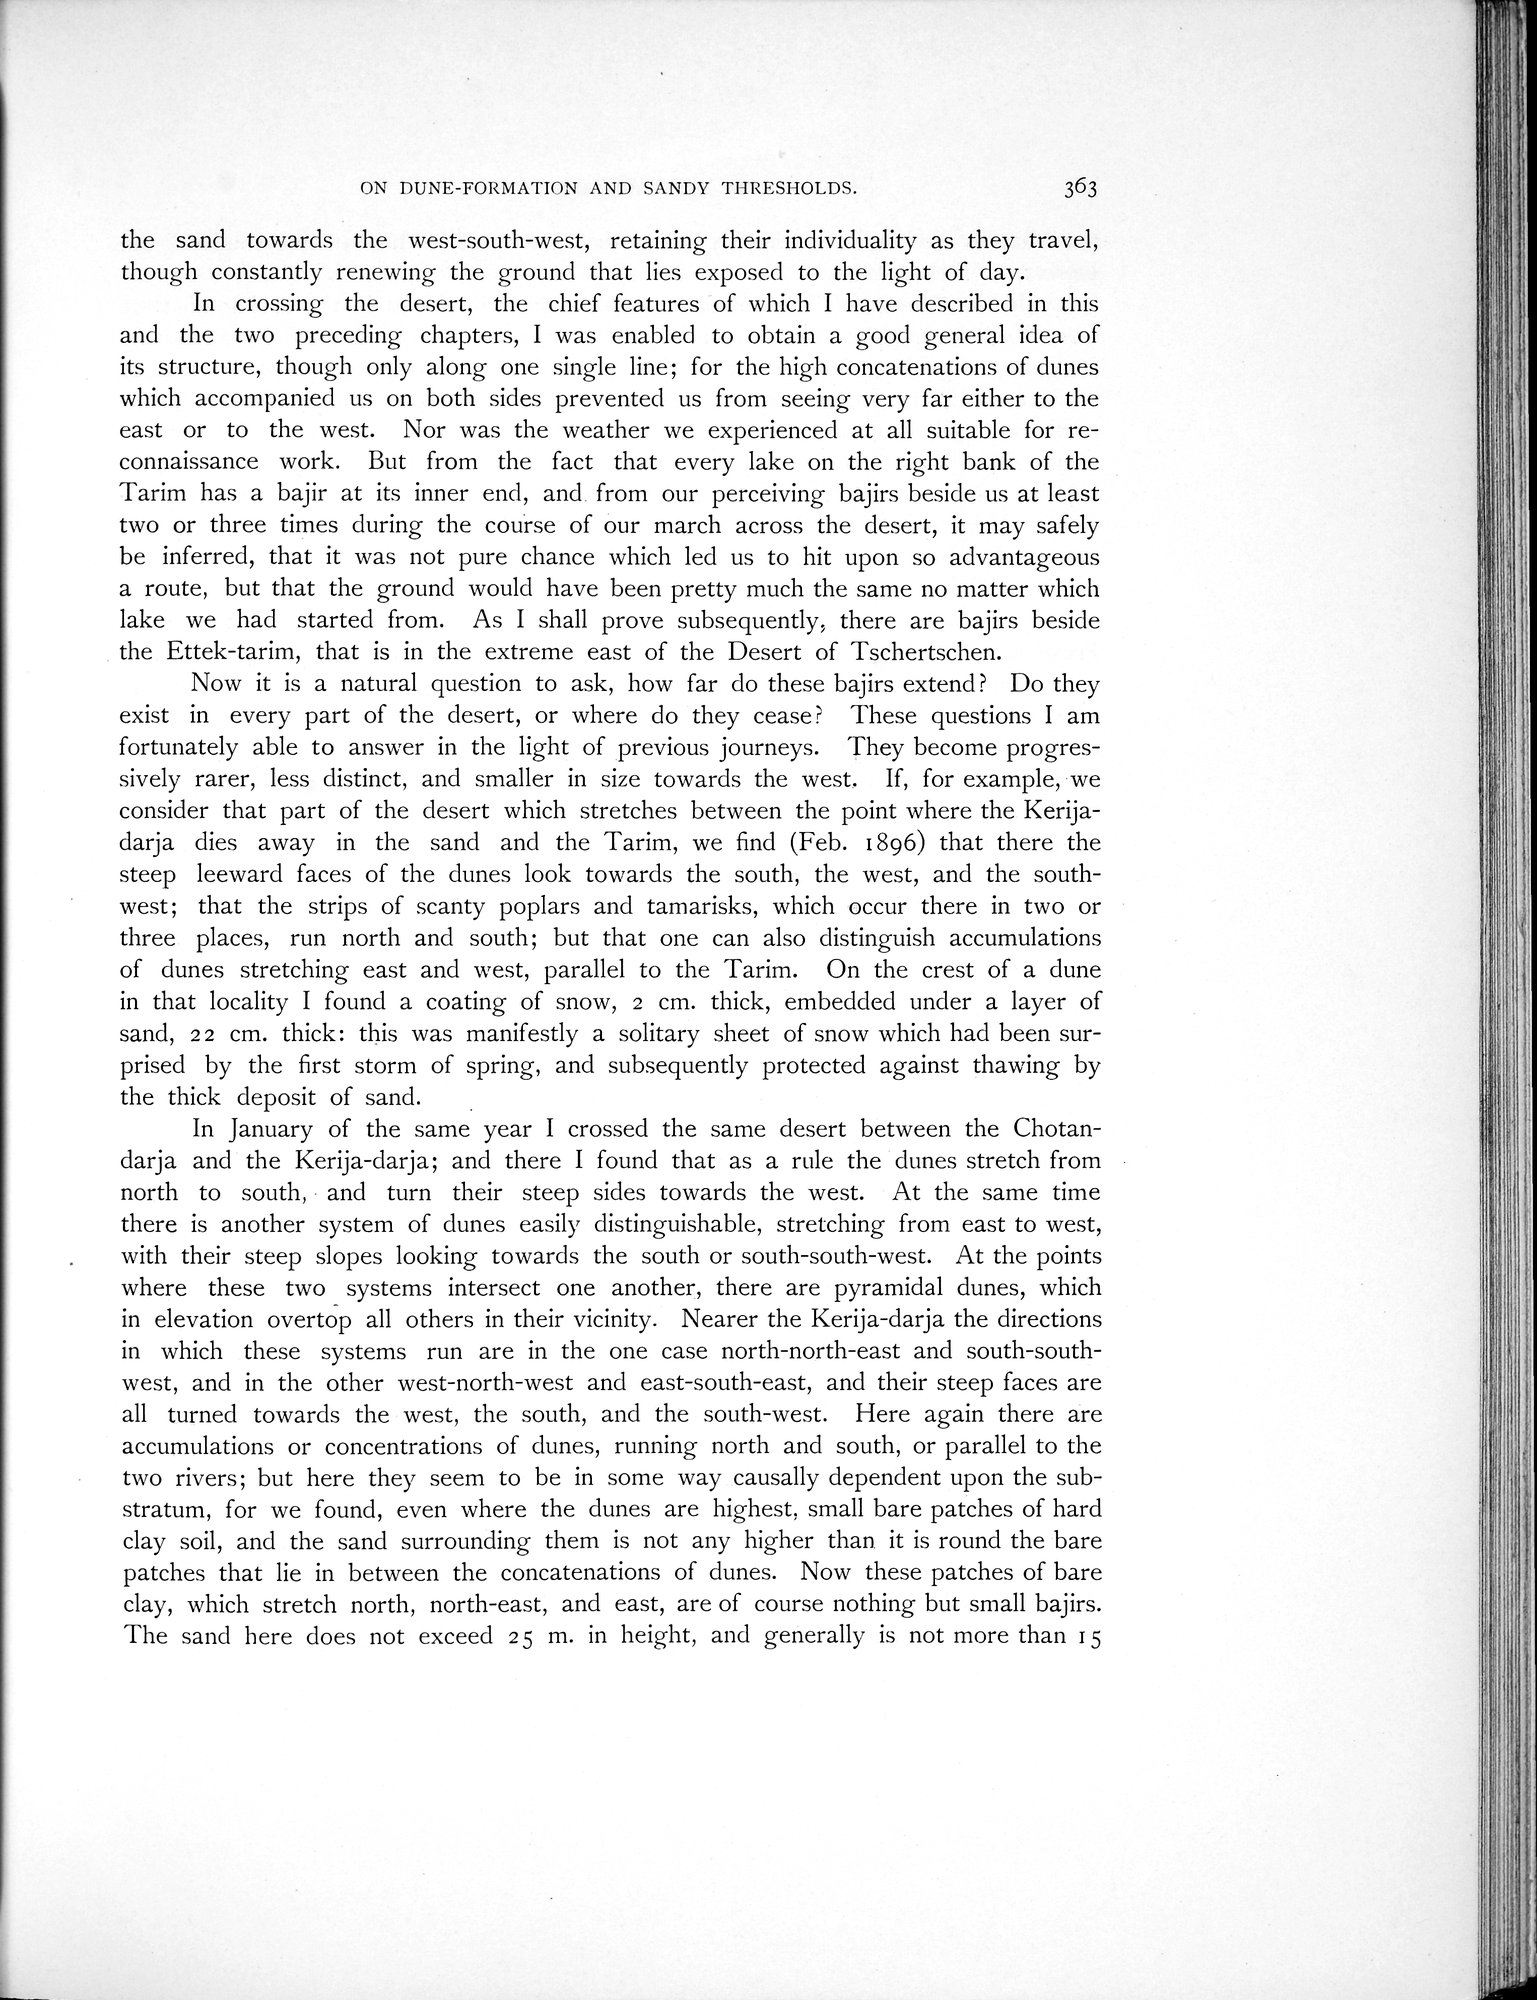 ON DUNE-FORMATION AND SANDY THRESHOLDS. 363
the sand towards the west-south-west, retaining their individuality as they travel,
though constantly renewing the ground that lies exposed to the light of day.
In crossing the desert, the chief features of which I have described in this
and the two preceding chapters, I was enabled to obtain a good general idea of
its structure, though only along one single line; for the high concatenations of dunes
which accompanied us on both sides prevented us from seeing very far either to the
east or to the west. Nor was the weather we experienced at all suitable for re-
connaissance work. But from the fact that every lake on the right bank of the
Tarim has a bajir at its inner end, and from our perceiving bajirs beside us at least
two or three times during the course of our march across the desert, it may safely
be inferred, that it was not pure chance which led us to hit upon so advantageous
a route, but that the ground would have been pretty much the same no matter which
lake we had started from. As I shall prove subsequently, there are bajirs beside
the Ettek-tarim, that is in the extreme east of the Desert of Tschertschen.
Now it is a natural question to ask, how far do these bajirs extend? Do they
exist in every part of the desert, or where do they cease? These questions I am
fortunately able to answer in the light of previous journeys. They become progres-
sively rarer, less distinct, and smaller in size towards the west. If, for example, we
consider that part of the desert which stretches between the point where the Kerija-
darja dies away in the sand and the Tarim, we find (Feb. 1896) that there the
steep leeward faces of the dunes look towards the south, the west, and the south-
west; that the strips of scanty poplars and tamarisks, which occur there in two or
three places, run north and south; but that one can also distinguish accumulations
of dunes stretching east and west, parallel to the Tarim. On the crest of a dune
in that locality I found a coating of snow, 2 cm. thick, embedded under a layer of
sand, 22 cm. thick: this was manifestly a solitary sheet of snow which had been sur-
prised by the first storm of spring, and subsequently protected against thawing by
the thick deposit of sand.
In January of the same year I crossed the same desert between the Chotan-
darja and the Kerija-darja; and there I found that as a rule the dunes stretch from
north to south, and turn their steep sides towards the west. At the same time
there is another system of dunes easily distinguishable, stretching from east to west,
with their steep slopes looking towards the south or south-south-west. At the points
where these two systems intersect one another, there are pyramidal dunes, which
in elevation overtop all others in their vicinity. Nearer the Kerija-darja the directions
in which these systems run are in the one case north-north-east and south-south-
west, and in the other west-north-west and east-south-east, and their steep faces are
all turned towards the west, the south, and the south-west. Here again there are
accumulations or concentrations of dunes, running north and south, or parallel to the
two rivers; but here they seem to be in some way causally dependent upon the sub-
stratum, for we found, even where the dunes are highest, small bare patches of hard
clay soil, and the sand surrounding them is not any higher than it is round the bare
patches that lie in between the concatenations of dunes. Now these patches of bare
clay, which stretch north, north-east, and east, are of course nothing but small bajirs.
The sand here does not exceed 25 m. in height, and generally is not more than 15